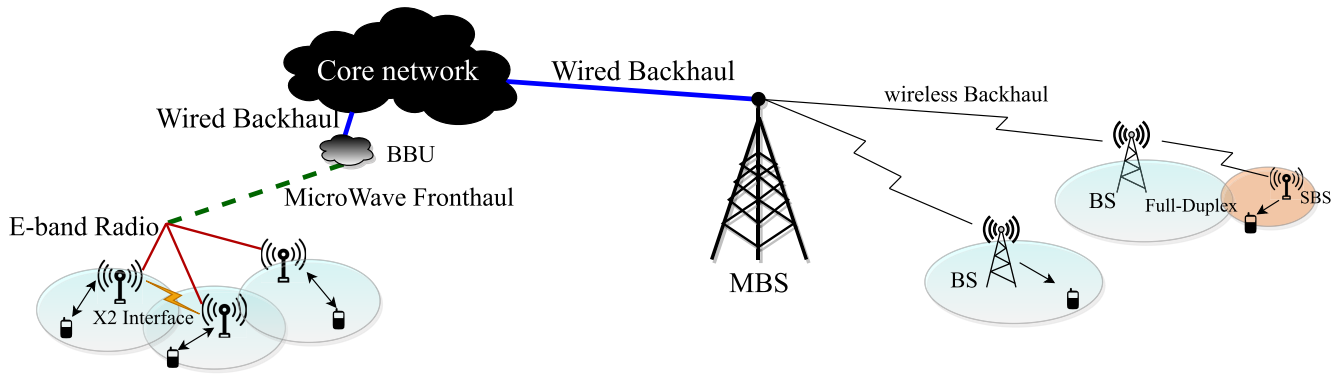 Core network
Wired Backhaul
wireless Backhaul
Wired Backhaul
BBU
MicroWave Fronthaul
BS
Full-Duplex
SBS
E-band Radio
BS
MBS
X2 Interface